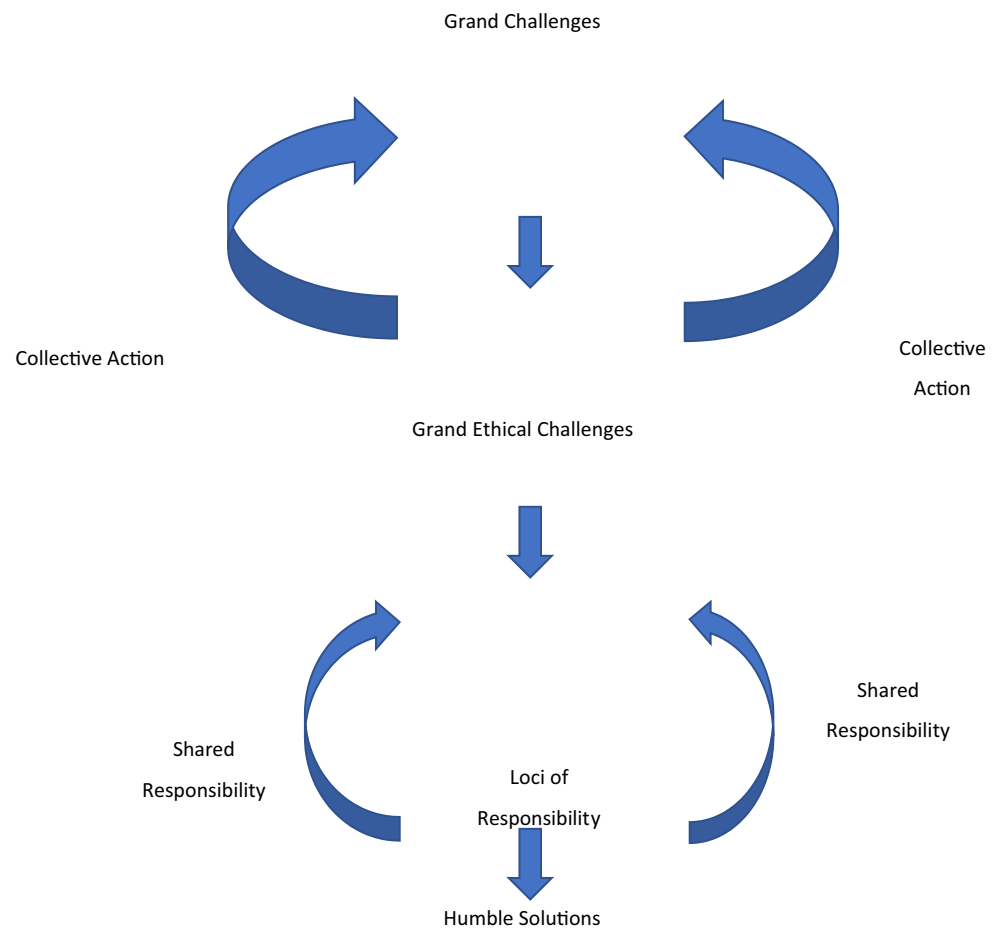 Grand Challenges
Collective Action
Collective
Action
Grand Ethical Challenges
Shared
Responsibility
Shared
Responsibility
Loci of
Responsibility
Humble Solutions